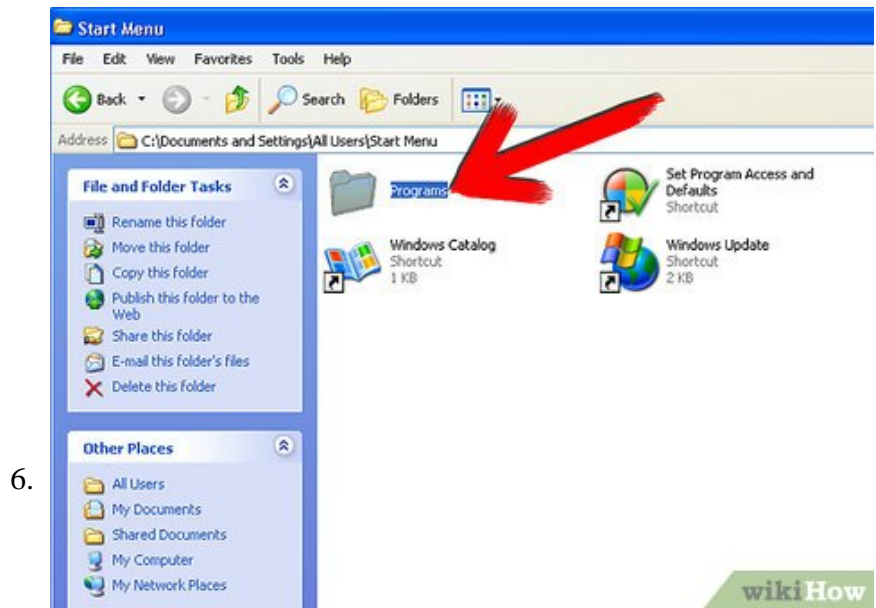 Start Menu
File Edit View Favorites Tools Help
Back Search Folders
Address C:\Documents and Settings\All Users\Start Menu
File and Folder Tasks
Rename this folder
Move this folder
Copy this folder
Publish this folder to the
Web
Share this folder
E-mail this folder's files
Delete this folder
Other Places
All Users
My Documents
Shared Documents
My Computer
My Network Places
Programs
Set Program Access and
Defaults
Shortcut
Windows Catalog
Shortcut
1 KB
Windows Update
Shortcut
2 KB
6.
wikiHow